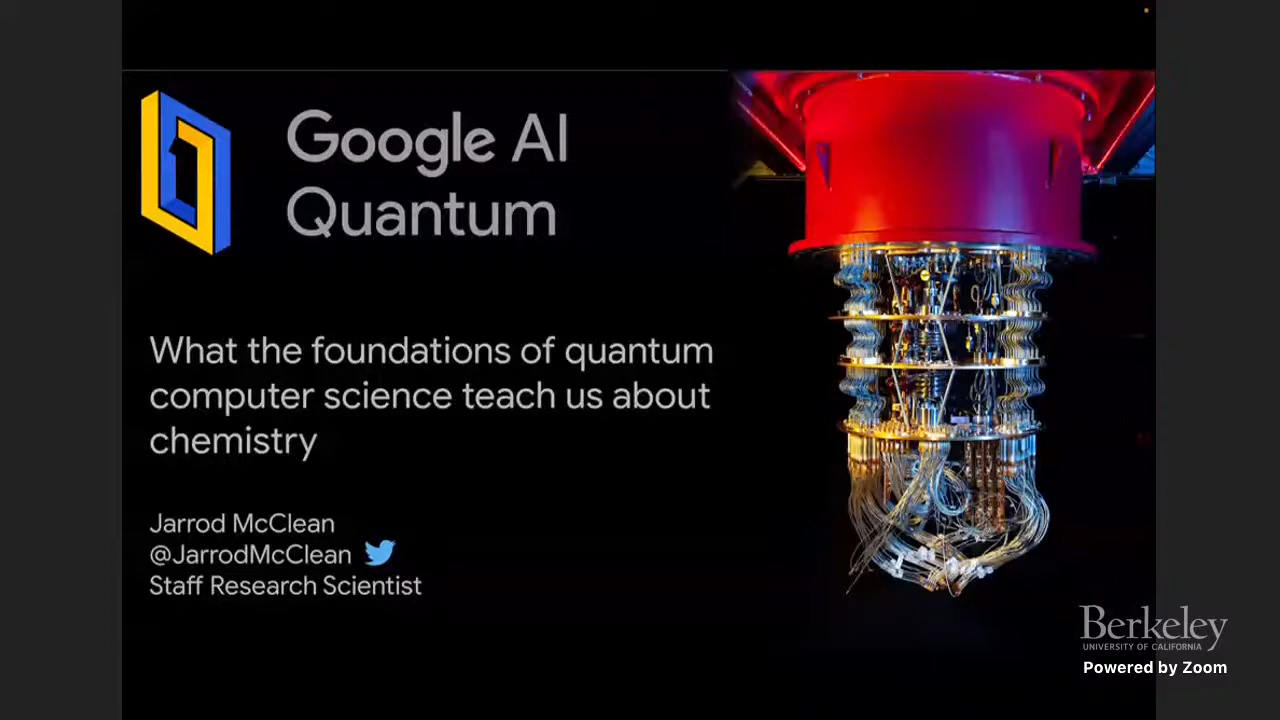 Google AI
Quantum
What the foundations of quantum
computer science teach us about
chemistry
Jarrod McClean
@JarrodMcClean
Staff Research Scientist
Berkeley
UNIVERSITY OF CALIFORNIA
Powered by Zoom